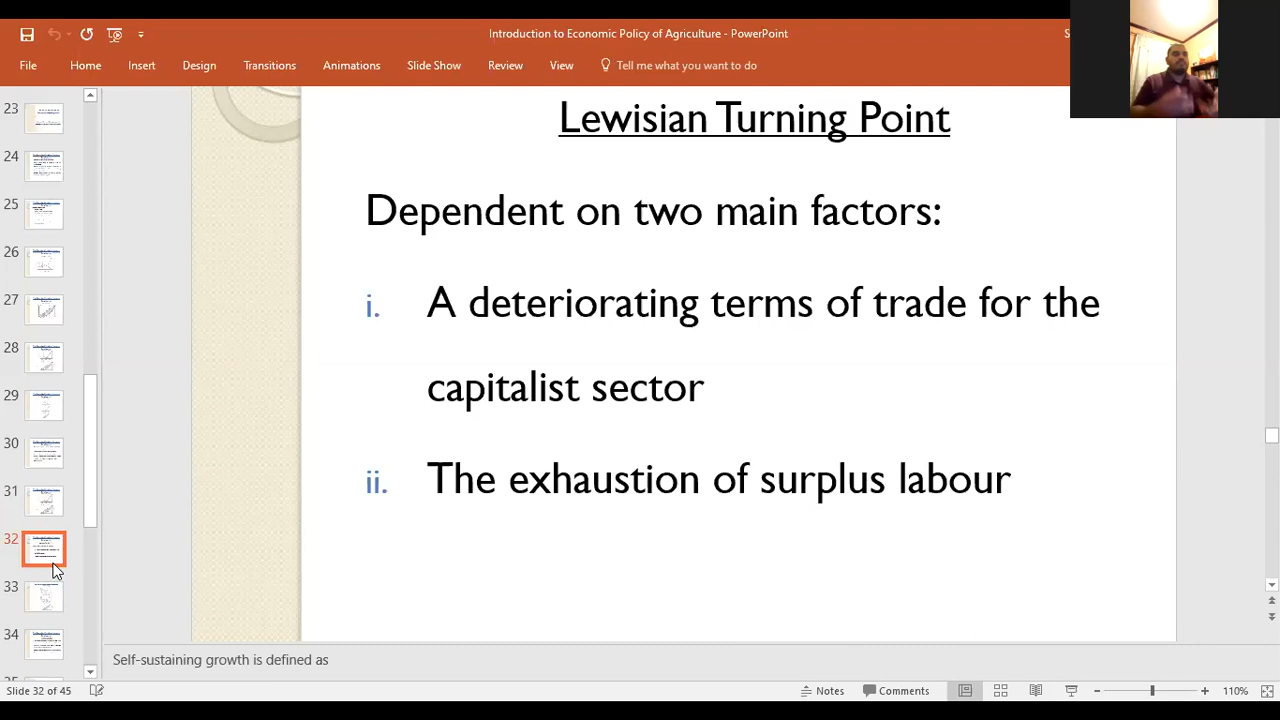 Introduction to Economic Policy of Agriculture - PowerPoint
S
File Home Insert Design Transitions Animations Slide Show Review View Tell me what you want to do
23
24
25
26
27
28
29
30
31
32
33
34
Lewisian Turning Point
Dependent on two main factors:
i. A deteriorating terms of trade for the
capitalist sector
ii. The exhaustion of surplus labour
Self-sustaining growth is defined as
Slide 32 of 45 Notes Comments 110%